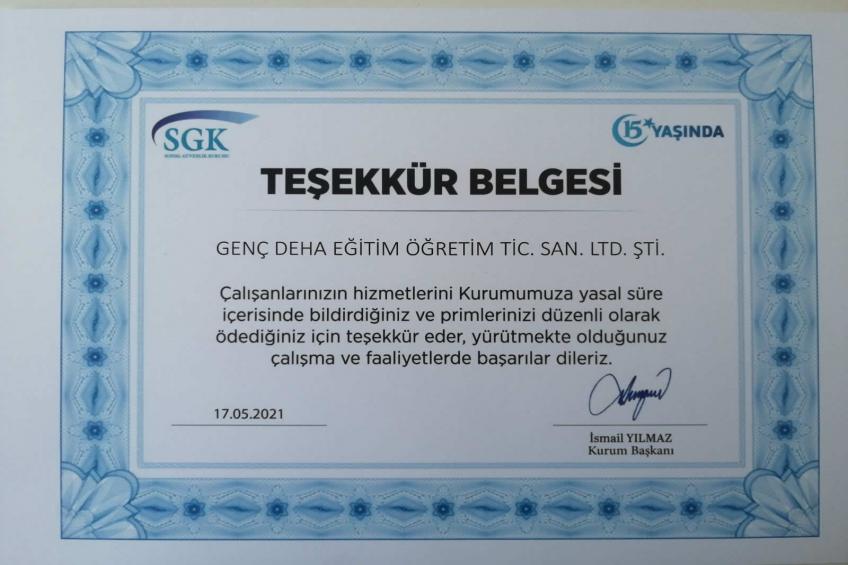 SGK
SOSYAL GÜVENLİK KURUMU
15 YAŞINDA
TEŞEKKÜR BELGESİ
GENÇ DEHA EĞİTİM ÖĞRETİM TİC. SAN. LTD. ŞTİ.
Çalışanlarınızın hizmetlerini Kurumumuza yasal süre
içerisinde bildirdiğiniz ve primlerinizi düzenli olarak
ödediğiniz için teşekkür eder, yürütmekte olduğunuz
çalışma ve faaliyetlerde başarılar dileriz.
17.05.2021
İsmail YILMAZ
Kurum Başkanı